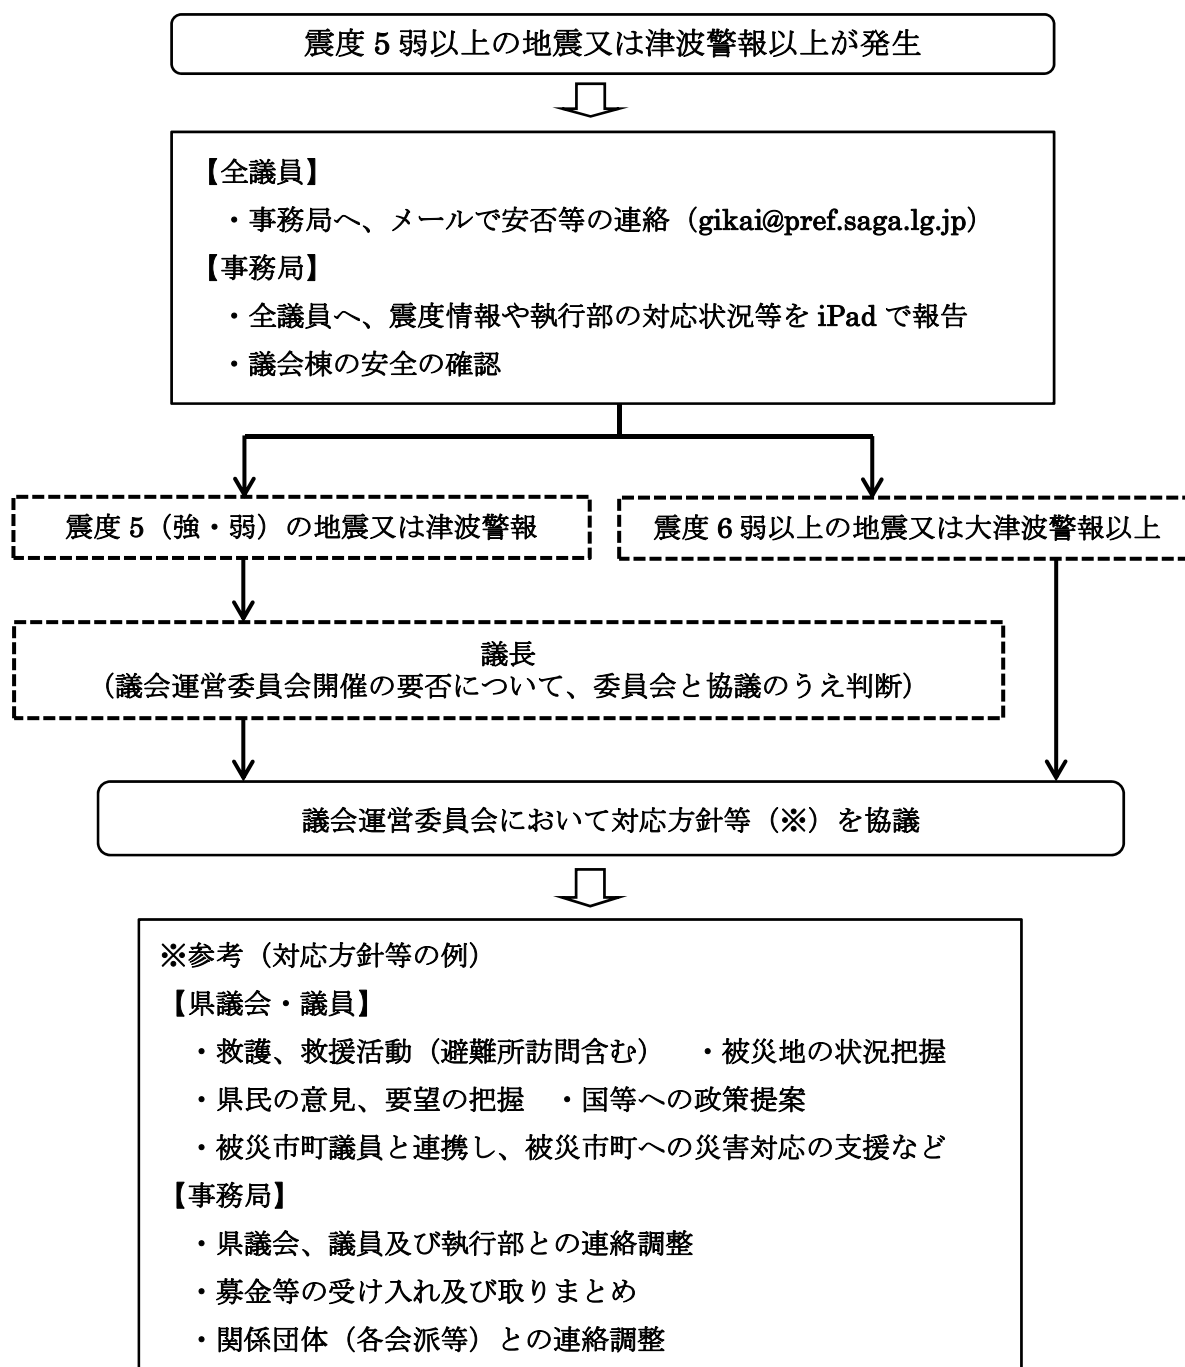 震度5弱以上の地震又は津波警報以上が発生
【全議員】
・事務局へ、メールで安否等の連絡（gikai@pref.saga.lg.jp）
【事務局】
・全議員へ、震度情報や執行部の対応状況等を iPad で報告
・議会棟の安全の確認
震度5（強・弱）の地震又は津波警報
震度6弱以上の地震又は大津波警報以上
議長
（議会運営委員会開催の要否について、委員会と協議のうえ判断）
議会運営委員会において対応方針等（※）を協議
※参考（対応方針等の例）
【県議会・議員】
・救護、救援活動（避難所訪問含む）　・被災地の状況把握
・県民の意見、要望の把握　・国等への政策提案
・被災市町議員と連携し、被災市町への災害対応の支援など
【事務局】
・県議会、議員及び執行部との連絡調整
・募金等の受け入れ及び取りまとめ
・関係団体（各会派等）との連絡調整